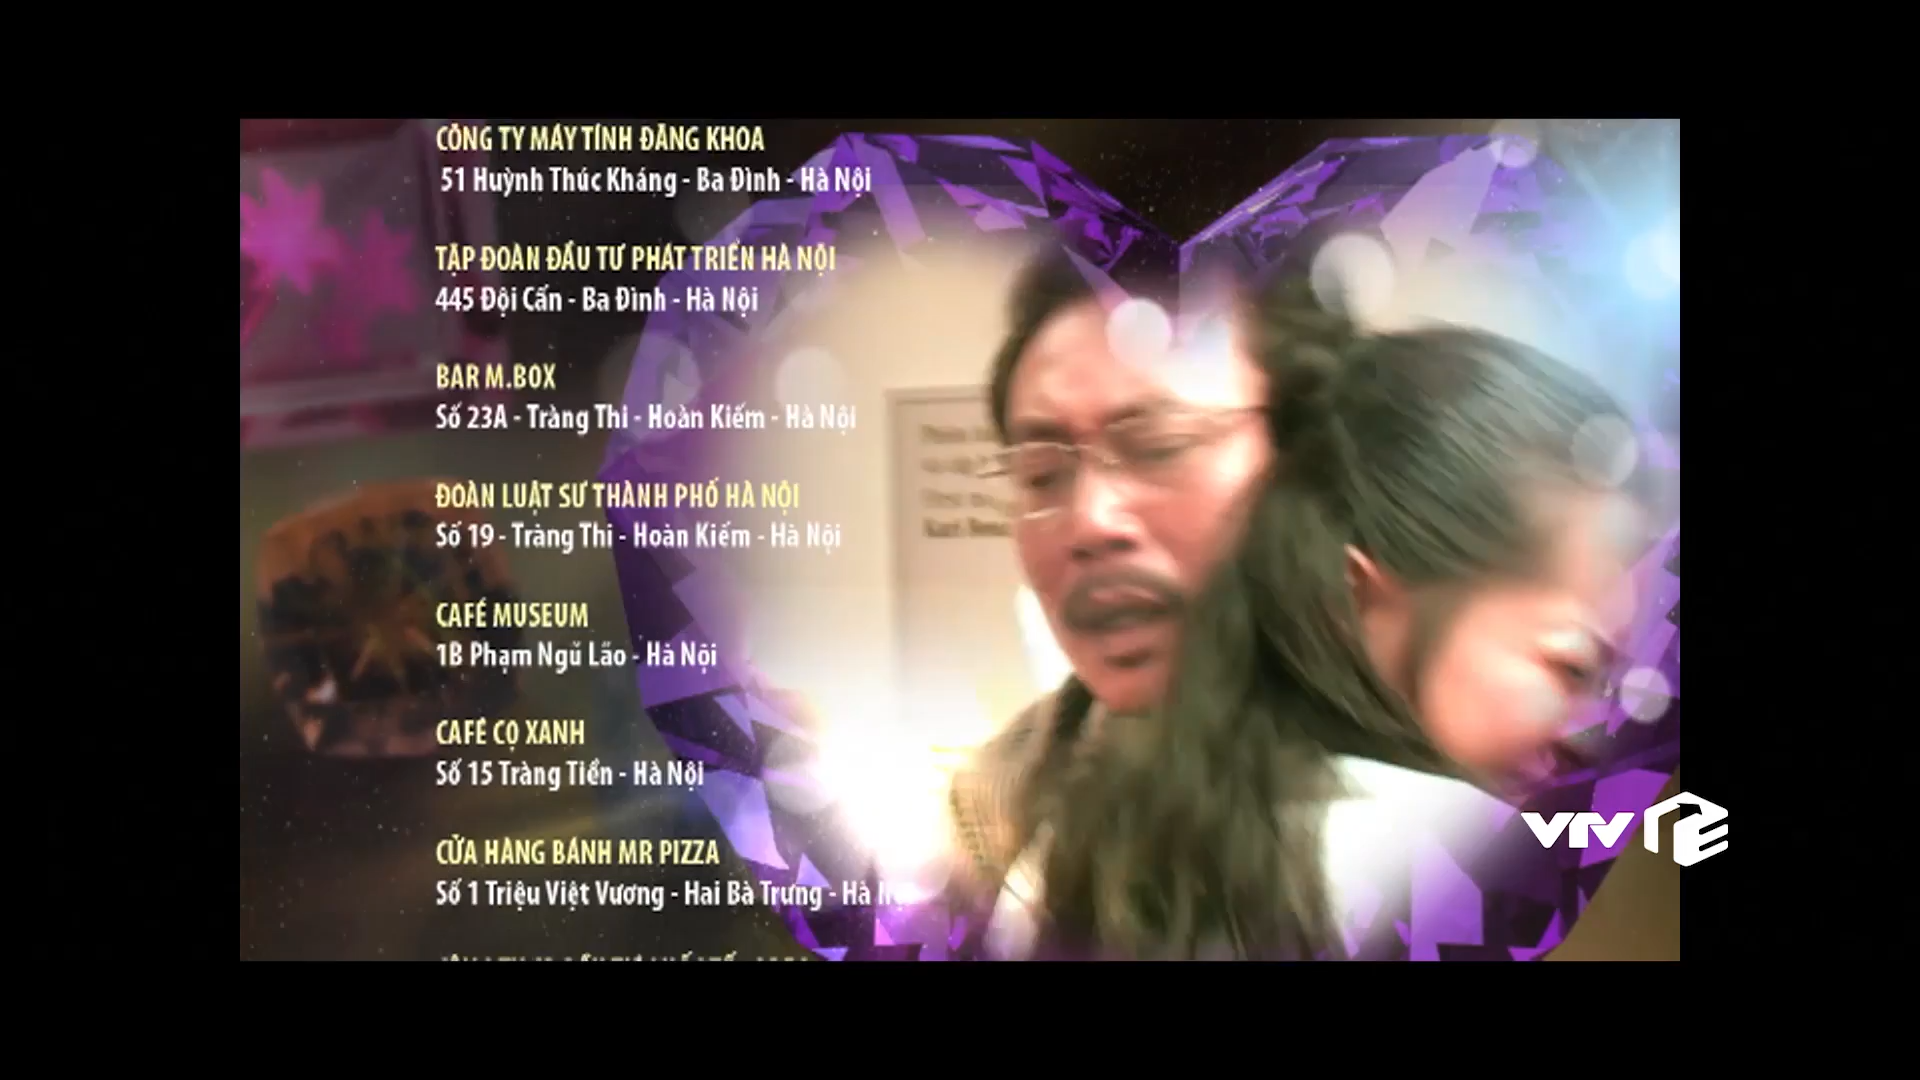 CÔNG TY MÁY TÍNH ĐĂNG KHOA
51 Huỳnh Thúc Kháng - Ba Đình - Hà Nội
TẬP ĐOÀN ĐẦU TƯ PHÁT TRIỂN HÀ NỘI
445 Đội Cấn - Ba Đình - Hà Nội
BAR M.BOX
Số 23A - Tràng Thi - Hoàn Kiếm - Hà Nội
ĐOÀN LUẬT SƯ THÀNH PHỐ HÀ NỘI
Số 19 - Tràng Thi - Hoàn Kiếm - Hà Nội
CAFÉ MUSEUM
1B Phạm Ngũ Lão - Hà Nội
CAFÉ CỌ XANH
Số 15 Tràng Tiền - Hà Nội
CỬA HÀNG BÁNH MR PIZZA
Số 1 Triệu Việt Vương - Hai Bà Trưng - Hà Nội
VTV